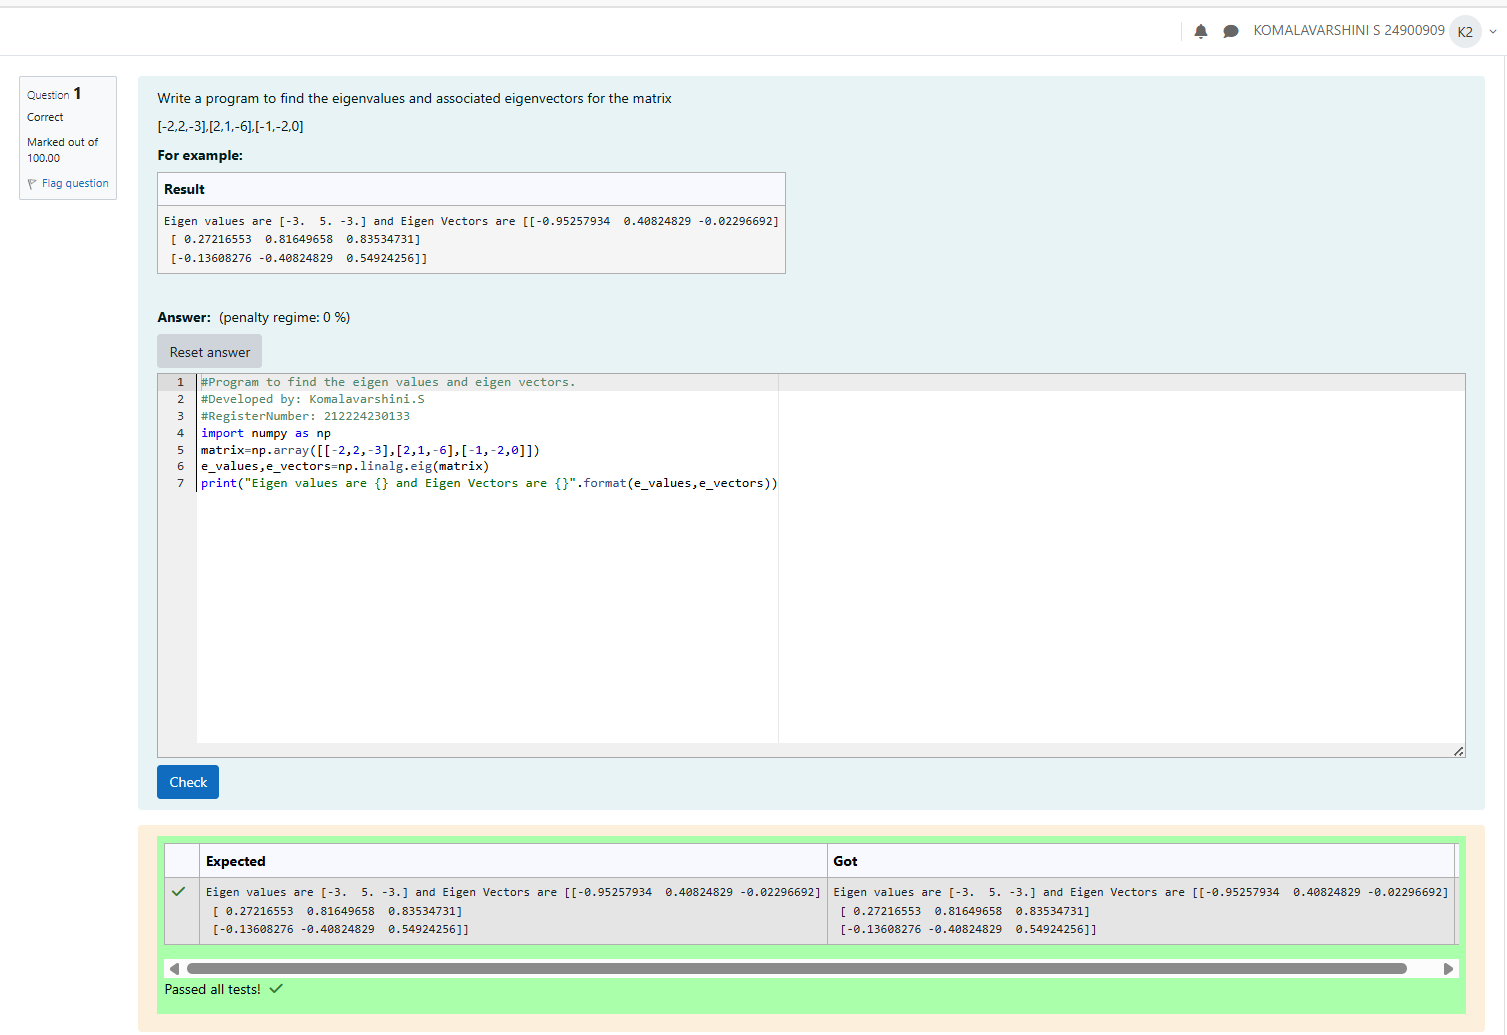 KOMALAVARSHINI S 24900909 K2
Question 1
Correct
Marked out of
100.00
Flag question
Write a program to find the eigenvalues and associated eigenvectors for the matrix
[-2,2,-3],[2,1,-6],[-1,-2,0]
For example:
Result
Eigen values are [-3.  5. -3.] and Eigen Vectors are [[-0.95257934  0.40824829 -0.02296692]
 [ 0.27216553  0.81649658  0.83534731]
 [-0.13608276 -0.40824829  0.54924256]]
Answer: (penalty regime: 0 %)
Reset answer
1 #Program to find the eigen values and eigen vectors.
2 #Developed by: Komalavarshini.S
3 #RegisterNumber: 212224230133
4 import numpy as np
5 matrix=np.array([[-2,2,-3],[2,1,-6],[-1,-2,0]])
6 e_values,e_vectors=np.linalg.eig(matrix)
7 print("Eigen values are {} and Eigen Vectors are {}".format(e_values,e_vectors))
Check
Expected
Got
Eigen values are [-3.  5. -3.] and Eigen Vectors are [[-0.95257934  0.40824829 -0.02296692]
 [ 0.27216553  0.81649658  0.83534731]
 [-0.13608276 -0.40824829  0.54924256]]
Eigen values are [-3.  5. -3.] and Eigen Vectors are [[-0.95257934  0.40824829 -0.02296692]
 [ 0.27216553  0.81649658  0.83534731]
 [-0.13608276 -0.40824829  0.54924256]]
Passed all tests!